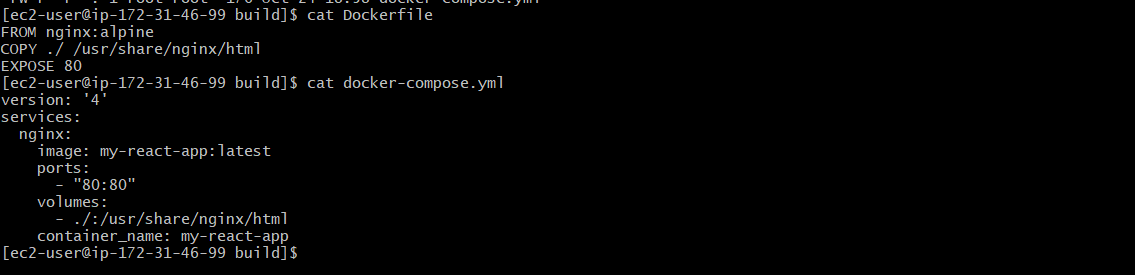 [ec2-user@ip-172-31-46-99 build]$ cat Dockerfile
FROM nginx:alpine
COPY ./ /usr/share/nginx/html
EXPOSE 80
[ec2-user@ip-172-31-46-99 build]$ cat docker-compose.yml
version: '4'
services:
  nginx:
    image: my-react-app:latest
    ports:
      - "80:80"
    volumes:
      - ./:/usr/share/nginx/html
    container_name: my-react-app
[ec2-user@ip-172-31-46-99 build]$